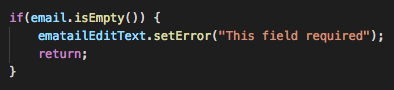 if(email.isEmpty()) {
    ematailEditText.setError("This field required");
    return;
}